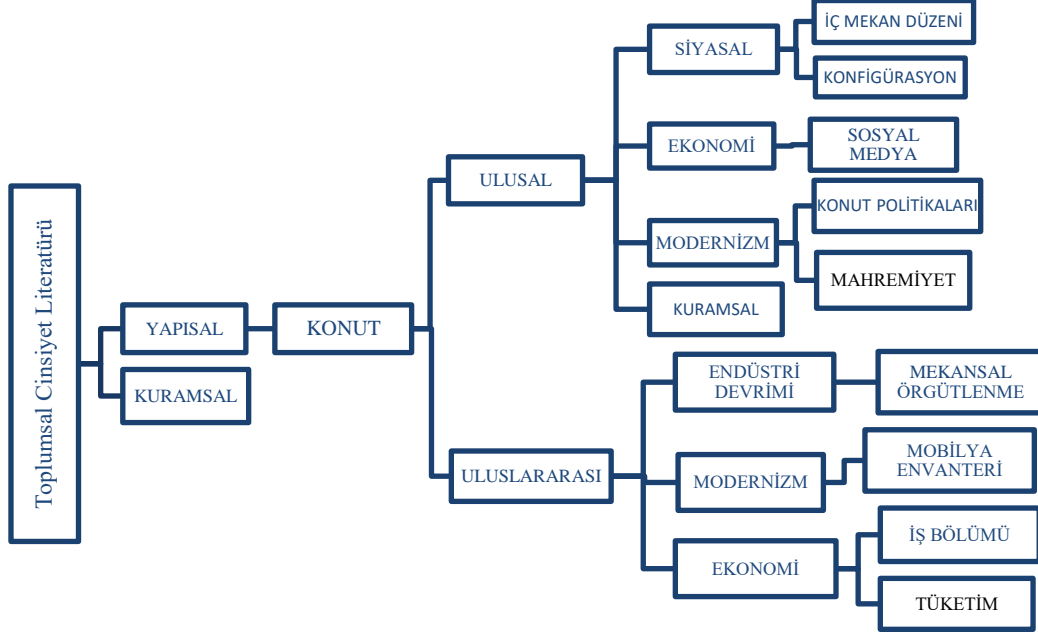 Toplumsal Cinsiyet Literatürü
YAPISAL
KURAMSAL
KONUT
ULUSAL
SİYASAL
İÇ MEKAN DÜZENİ
KONFİGÜRASYON
EKONOMİ
SOSYAL
MEDYA
MODERNİZM
KONUT POLİTİKALARI
MAHREMİYET
KURAMSAL
ULUSLARARASI
ENDÜSTRİ
DEVRİMİ
MEKANSAL
ÖRGÜTLENME
MODERNİZM
MOBİLYA
ENVANTERİ
EKONOMİ
İŞ BÖLÜMÜ
TÜKETİM